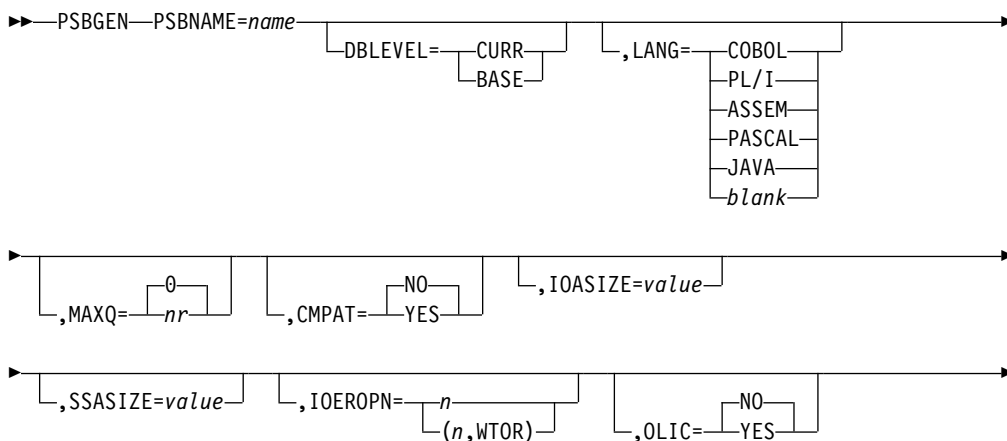 PSBGEN PSBNAME=name
DBLEVEL= CURR ,LANG= COBOL
BASE PL/I
ASSEM
PASCAL
JAVA
blank
0 NO ,IOASIZE=value
,MAXQ= nr ,CMPAT= YES
NO
,SSASIZE=value ,IOEROPN= n ,OLIC= YES
(n,WTOR)